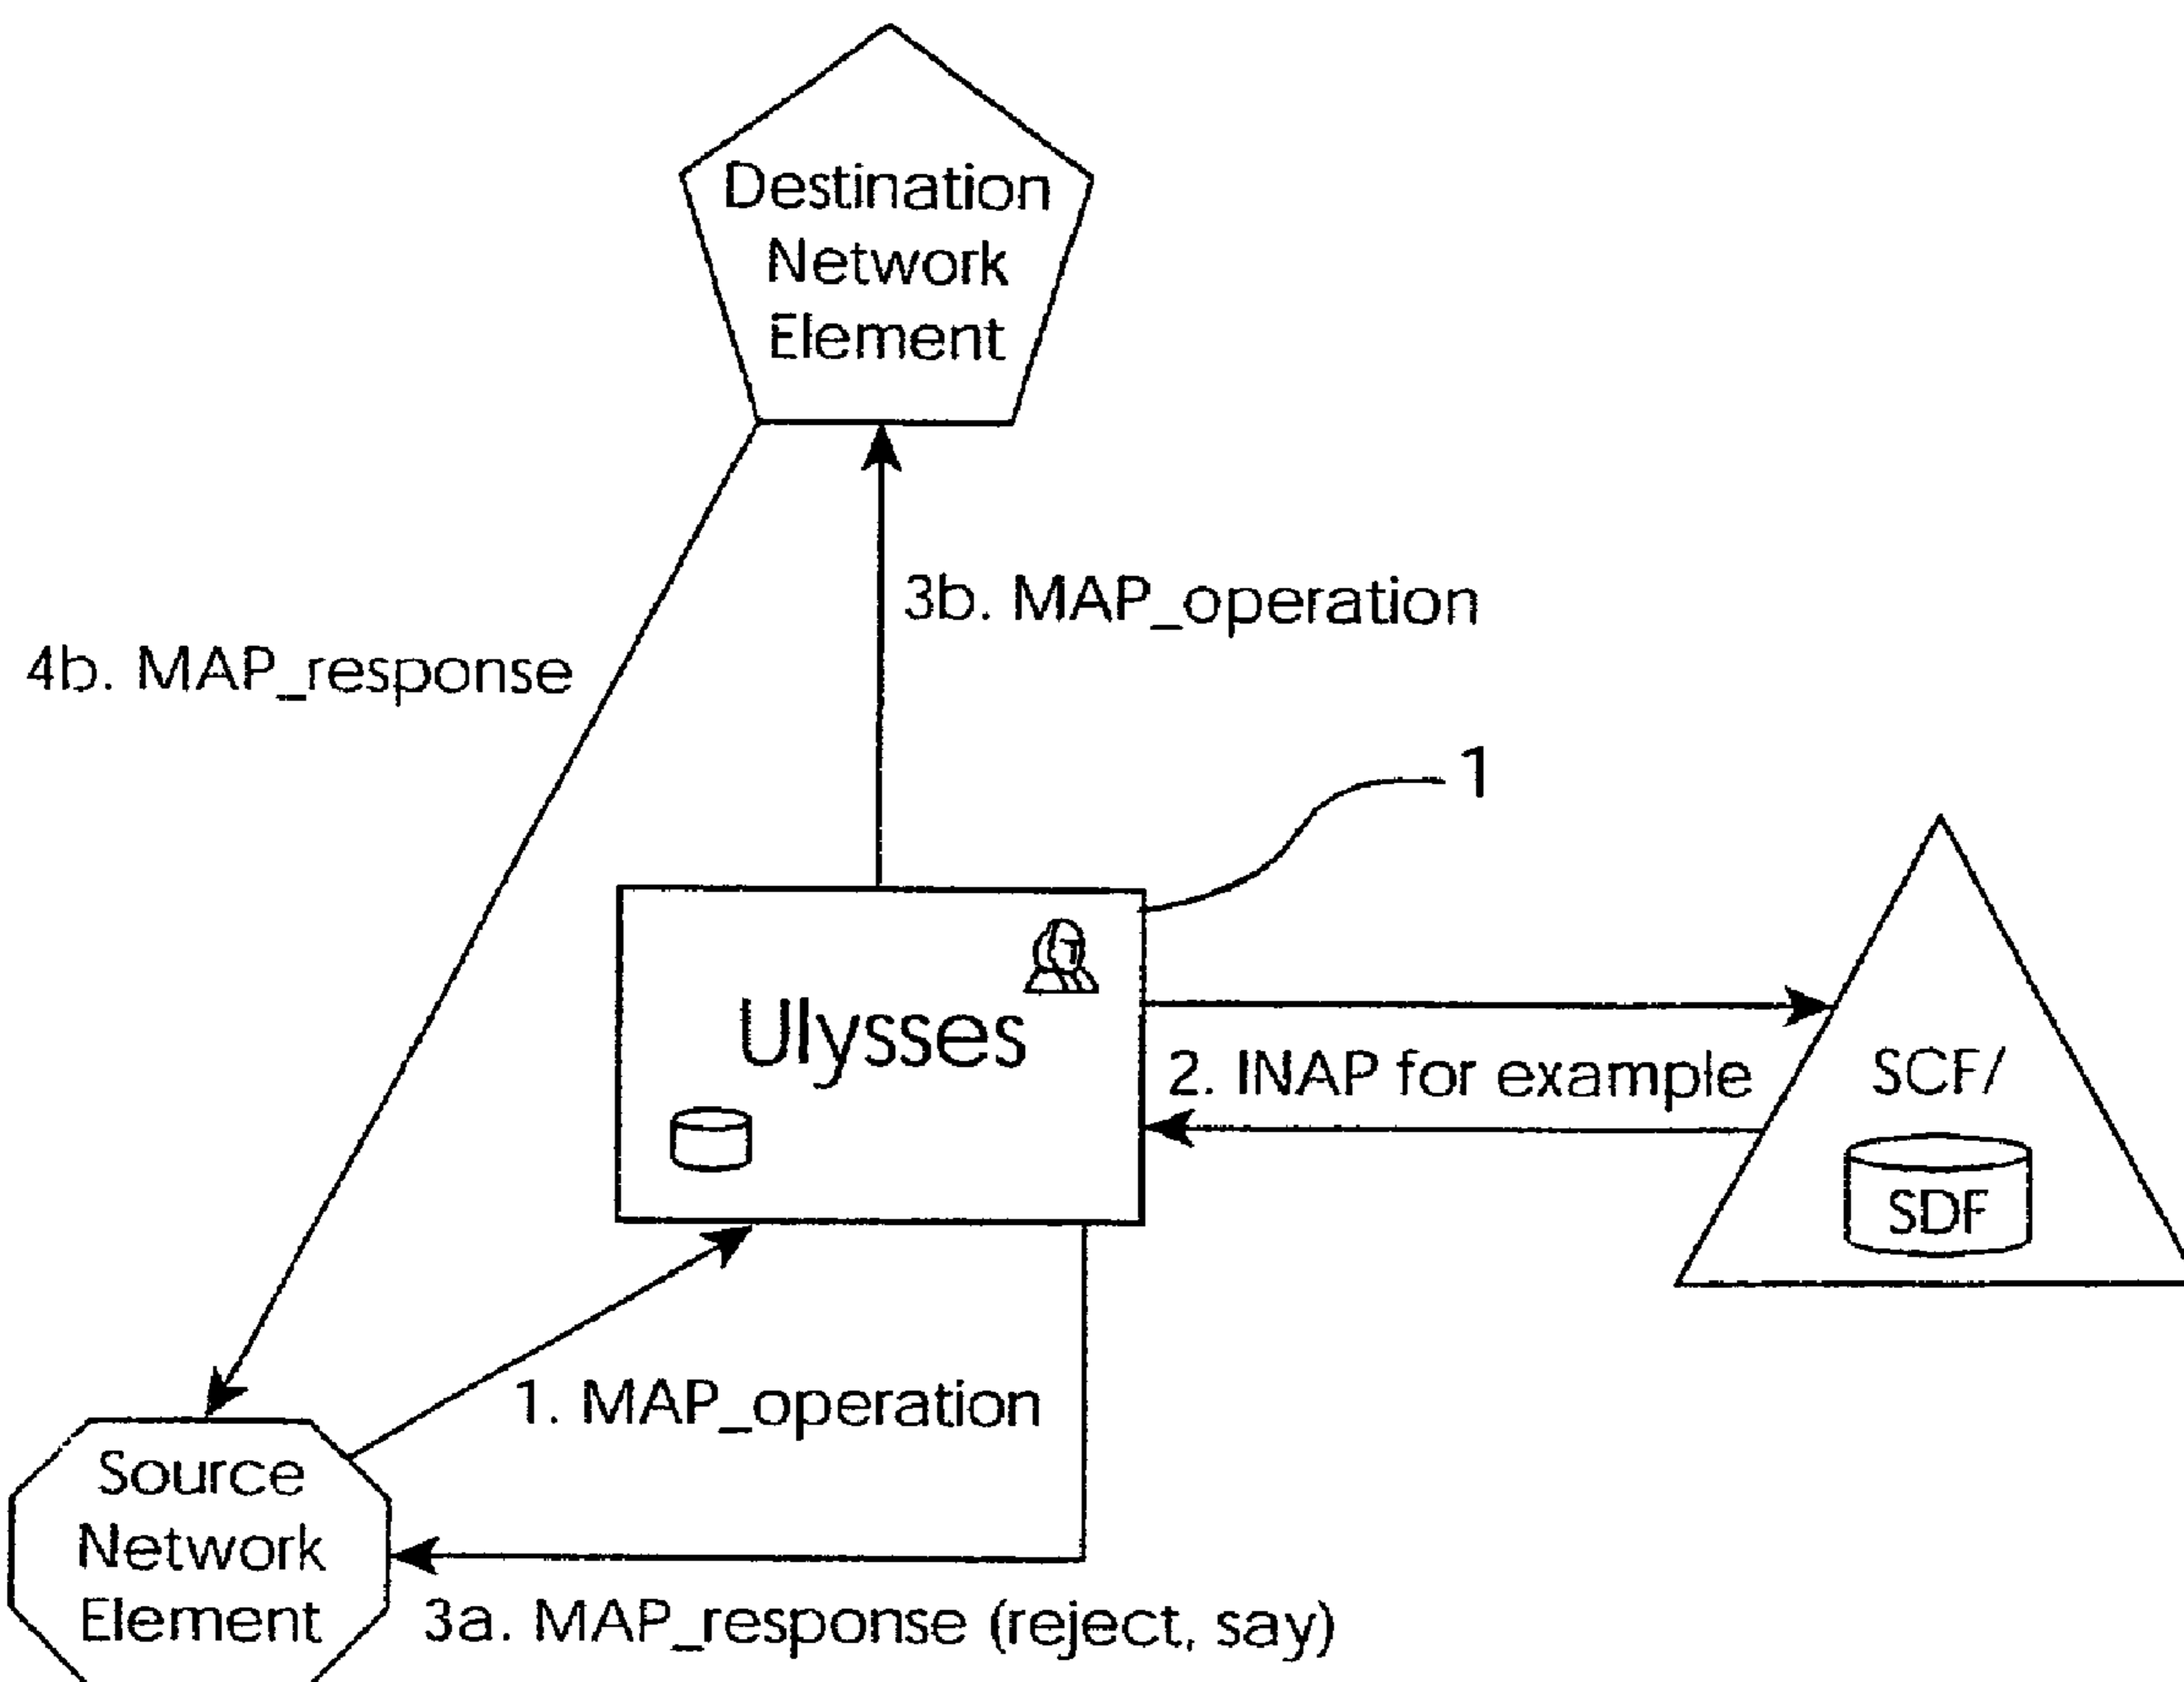 Destination
Network
Element
3b. MAP_operation
4b. MAP_response
1
Ulysses
2. INAP for example
SCF/
SDF
1. MAP_operation
Source
Network
Element
3a. MAP_response (reject, say)